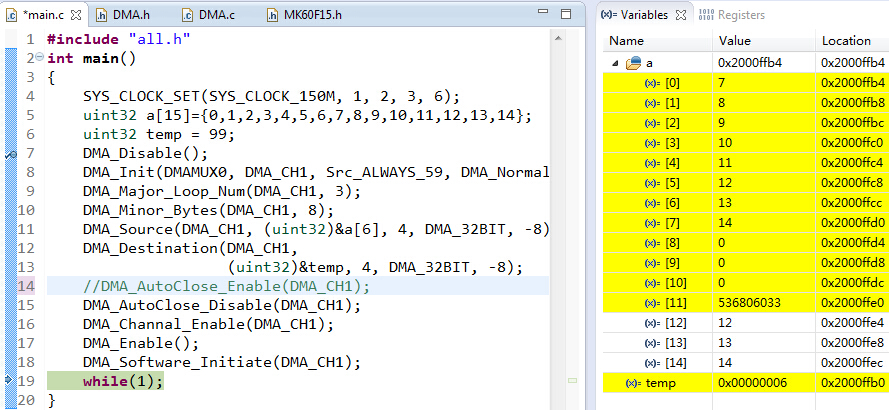 *main.c
DMA.h
DMA.c
MK60F15.h
1 #include "all.h"
2 int main()
3 {
4 SYS_CLOCK_SET(SYS_CLOCK_150M, 1, 2, 3, 6);
5 uint32 a[15]={0,1,2,3,4,5,6,7,8,9,10,11,12,13,14};
6 uint32 temp = 99;
7 DMA_Disable();
8 DMA_Init(DMAMUX0, DMA_CH1, Src_ALWAYS_59, DMA_Normal
9 DMA_Major_Loop_Num(DMA_CH1, 3);
10 DMA_Minor_Bytes(DMA_CH1, 8);
11 DMA_Source(DMA_CH1, (uint32)&a[6], 4, DMA_32BIT, -8)
12 DMA_Destination(DMA_CH1,
13 (uint32)&temp, 4, DMA_32BIT, -8);
14 //DMA_AutoClose_Enable(DMA_CH1);
15 DMA_AutoClose_Disable(DMA_CH1);
16 DMA_Channal_Enable(DMA_CH1);
17 DMA_Enable();
18 DMA_Software_Initiate(DMA_CH1);
19 while(1);
20 }
(x)= Variables
1010 0101 Registers
Name Value Location
a 0x2000ffb4 0x2000ffb4
(x)= [0] 7 0x2000ffb4
(x)= [1] 8 0x2000ffb8
(x)= [2] 9 0x2000ffbc
(x)= [3] 10 0x2000ffc0
(x)= [4] 11 0x2000ffc4
(x)= [5] 12 0x2000ffc8
(x)= [6] 13 0x2000ffcc
(x)= [7] 14 0x2000ffd0
(x)= [8] 0 0x2000ffd4
(x)= [9] 0 0x2000ffd8
(x)= [10] 0 0x2000ffdc
(x)= [11] 536806033 0x2000ffe0
(x)= [12] 12 0x2000ffe4
(x)= [13] 13 0x2000ffe8
(x)= [14] 14 0x2000ffec
(x)= temp 0x00000006 0x2000ffb0